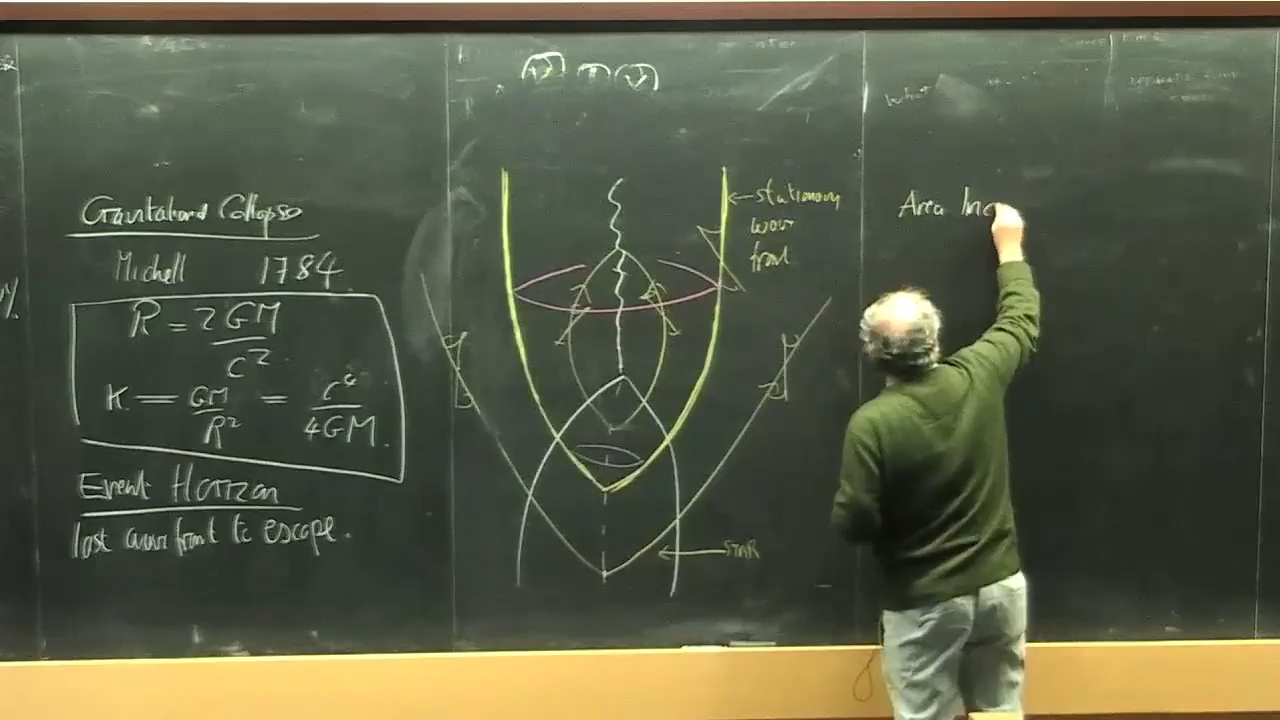 Gravitational Collapse
Michell 1784
R = 2GM
c²
κ = GM = c⁴
R² 4GM.
Event Horizon
last wavefront to escape.
←stationary
wave
front
←STAR
Area Inc
What